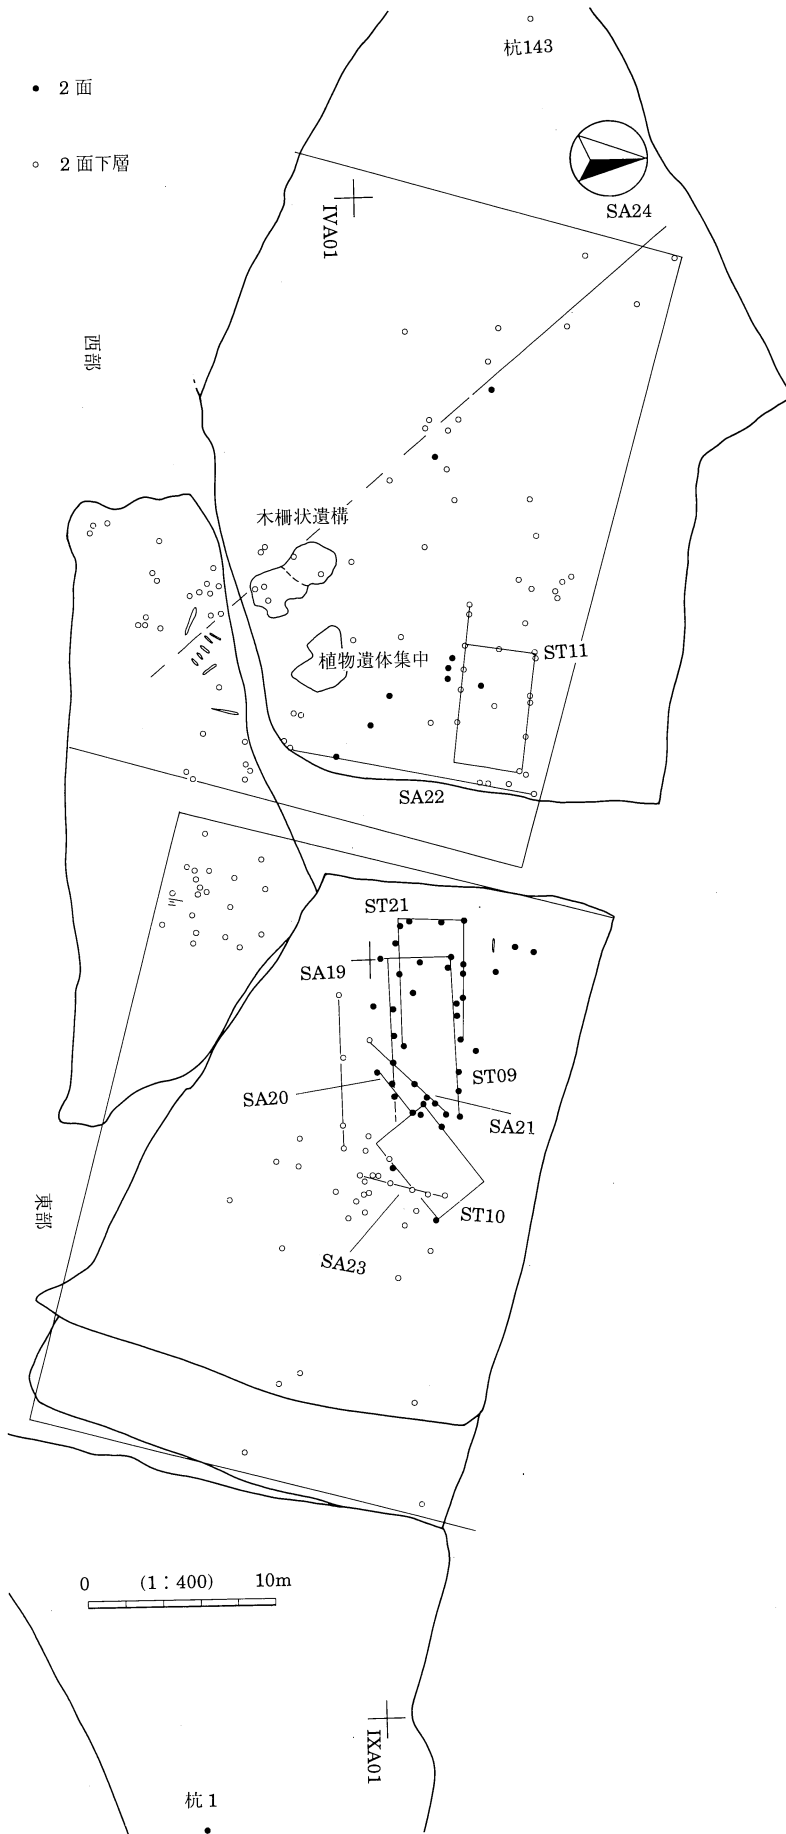 杭143
● 2面
○ 2面下層
SA24
IVA01
西部
木柵状遺構
ST11
植物遺体集中
SA22
ST21
SA19
ST09
SA20
SA21
東部
ST10
SA23
0 (1：400) 10m
IXA01
杭1